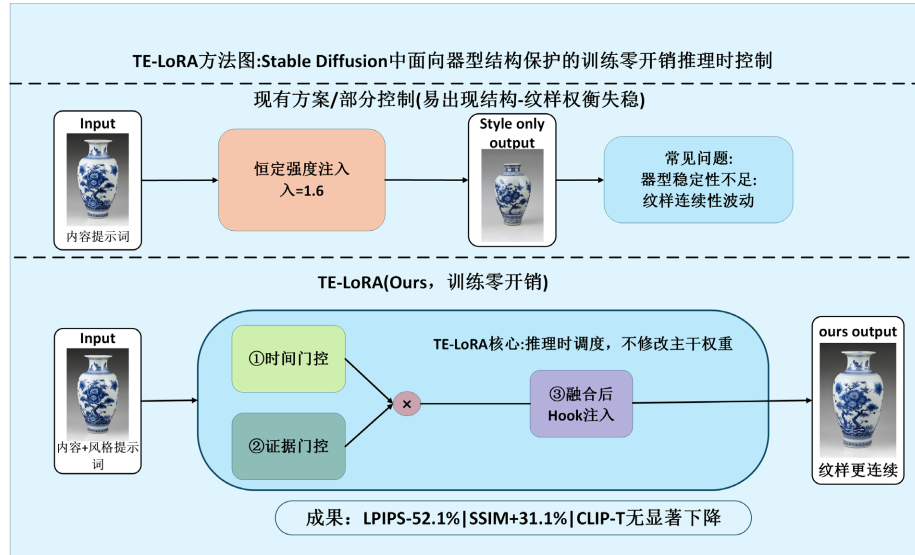 TE-LoRA方法图:Stable Diffusion中面向器型结构保护的训练零开销推理时控制
现有方案/部分控制(易出现结构-纹样权衡失稳)
Input
内容提示词
恒定强度注入
入=1.6
Style only
output
常见问题:
器型稳定性不足:
纹样连续性波动
TE-LoRA(Ours，训练零开销)
Input
内容+风格提示
词
①时间门控
②证据门控
×
TE-LoRA核心:推理时调度，不修改主干权重
③融合后
Hook注入
ours output
纹样更连续
成果：LPIPS-52.1%|SSIM+31.1%|CLIP-T无显著下降